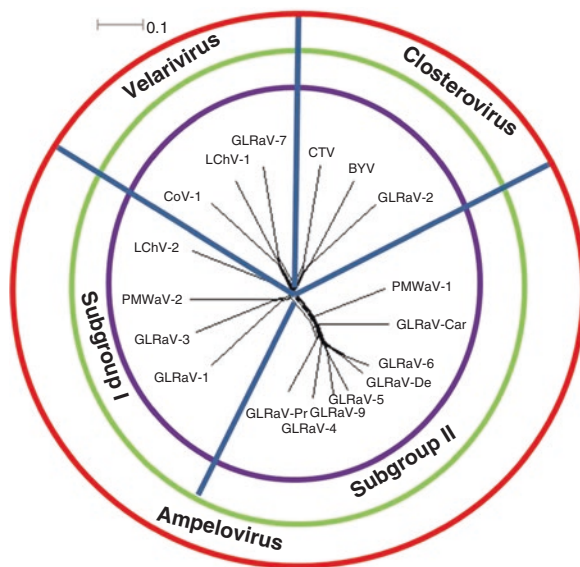 0.1
Velarivirus
Closterovirus
GLRaV-7
LChV-1
CTV
BYV
CoV-1
GLRaV-2
LChV-2
PMWaV-1
PMWaV-2
GLRaV-Car
GLRaV-3
GLRaV-6
GLRaV-1
GLRaV-De
GLRaV-5
GLRaV-Pr
GLRaV-9
GLRaV-4
Subgroup I
Subgroup II
Ampelovirus